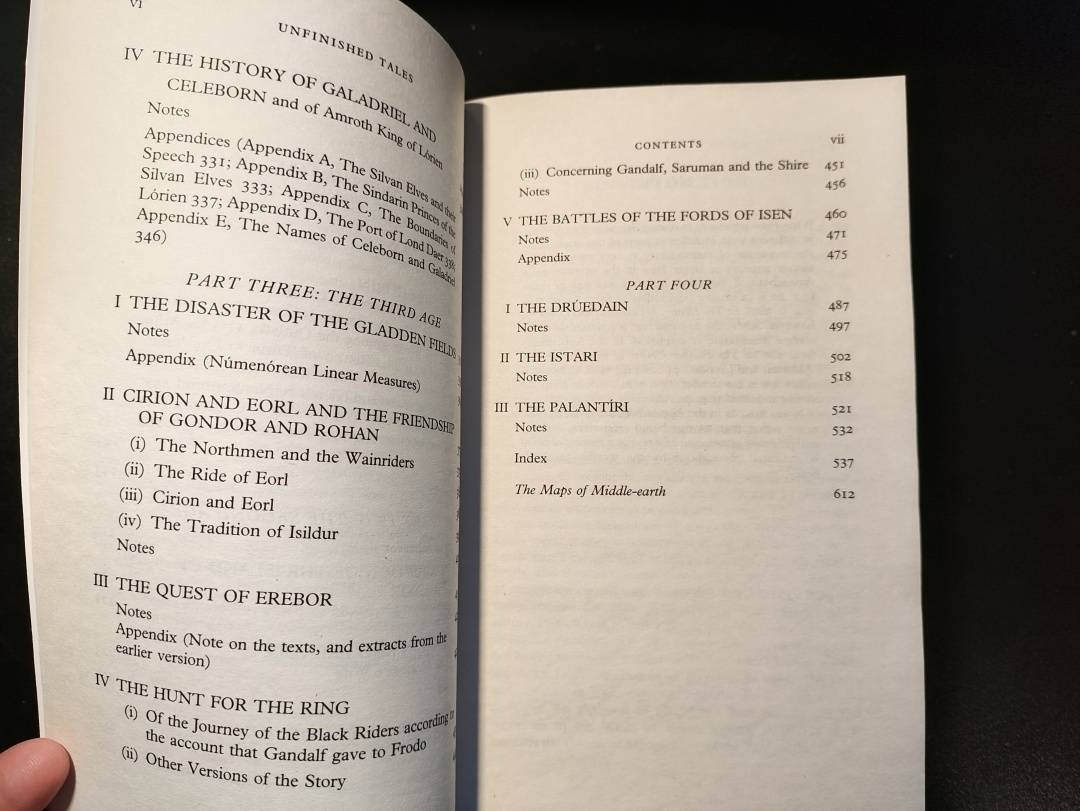 vi
UNFINISHED TALES
IV THE HISTORY OF GALADRIEL AND
CELEBORN and of Amroth King of Lórien
Notes
Appendices (Appendix A, The Silvan Elves and their
Speech 331; Appendix B, The Sindarin Princes of the
Silvan Elves 333; Appendix C, The Boundaries of
Lórien 337; Appendix D, The Port of Lond Daer 338;
Appendix E, The Names of Celeborn and Galadriel
346)
PART THREE: THE THIRD AGE
I THE DISASTER OF THE GLADDEN FIELDS
Notes
Appendix (Númenórean Linear Measures)
II CIRION AND EORL AND THE FRIENDSHIP
OF GONDOR AND ROHAN
(i) The Northmen and the Wainriders
(ii) The Ride of Eorl
(iii) Cirion and Eorl
(iv) The Tradition of Isildur
Notes
III THE QUEST OF EREBOR
Notes
Appendix (Note on the texts, and extracts from the
earlier version)
IV THE HUNT FOR THE RING
(i) Of the Journey of the Black Riders according to
the account that Gandalf gave to Frodo
(ii) Other Versions of the Story
CONTENTS vii
(iii) Concerning Gandalf, Saruman and the Shire 451
Notes 456
V THE BATTLES OF THE FORDS OF ISEN 460
Notes 471
Appendix 475
PART FOUR
I THE DRÚEDAIN 487
Notes 497
II THE ISTARI 502
Notes 518
III THE PALANTÍRI 521
Notes 532
Index 537
The Maps of Middle-earth 612